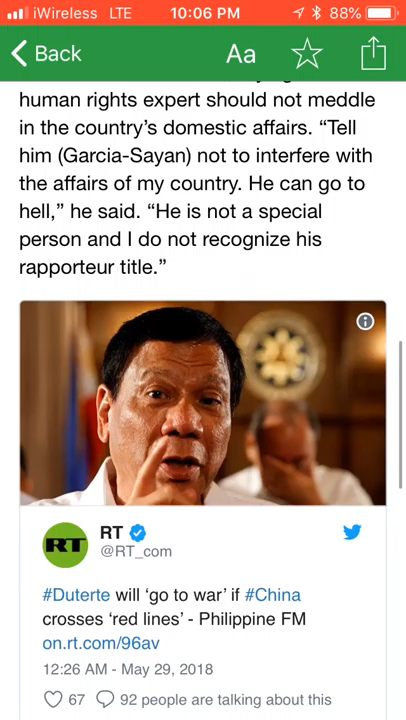 iWireless LTE 10:06 PM 88%
Back Aa
human rights expert should not meddle
in the country’s domestic affairs. “Tell
him (Garcia-Sayan) not to interfere with
the affairs of my country. He can go to
hell,” he said. “He is not a special
person and I do not recognize his
rapporteur title.”
RT
RT
@RT_com
#Duterte will ‘go to war’ if #China
crosses ‘red lines’ - Philippine FM
on.rt.com/96av
12:26 AM - May 29, 2018
67 92 people are talking about this